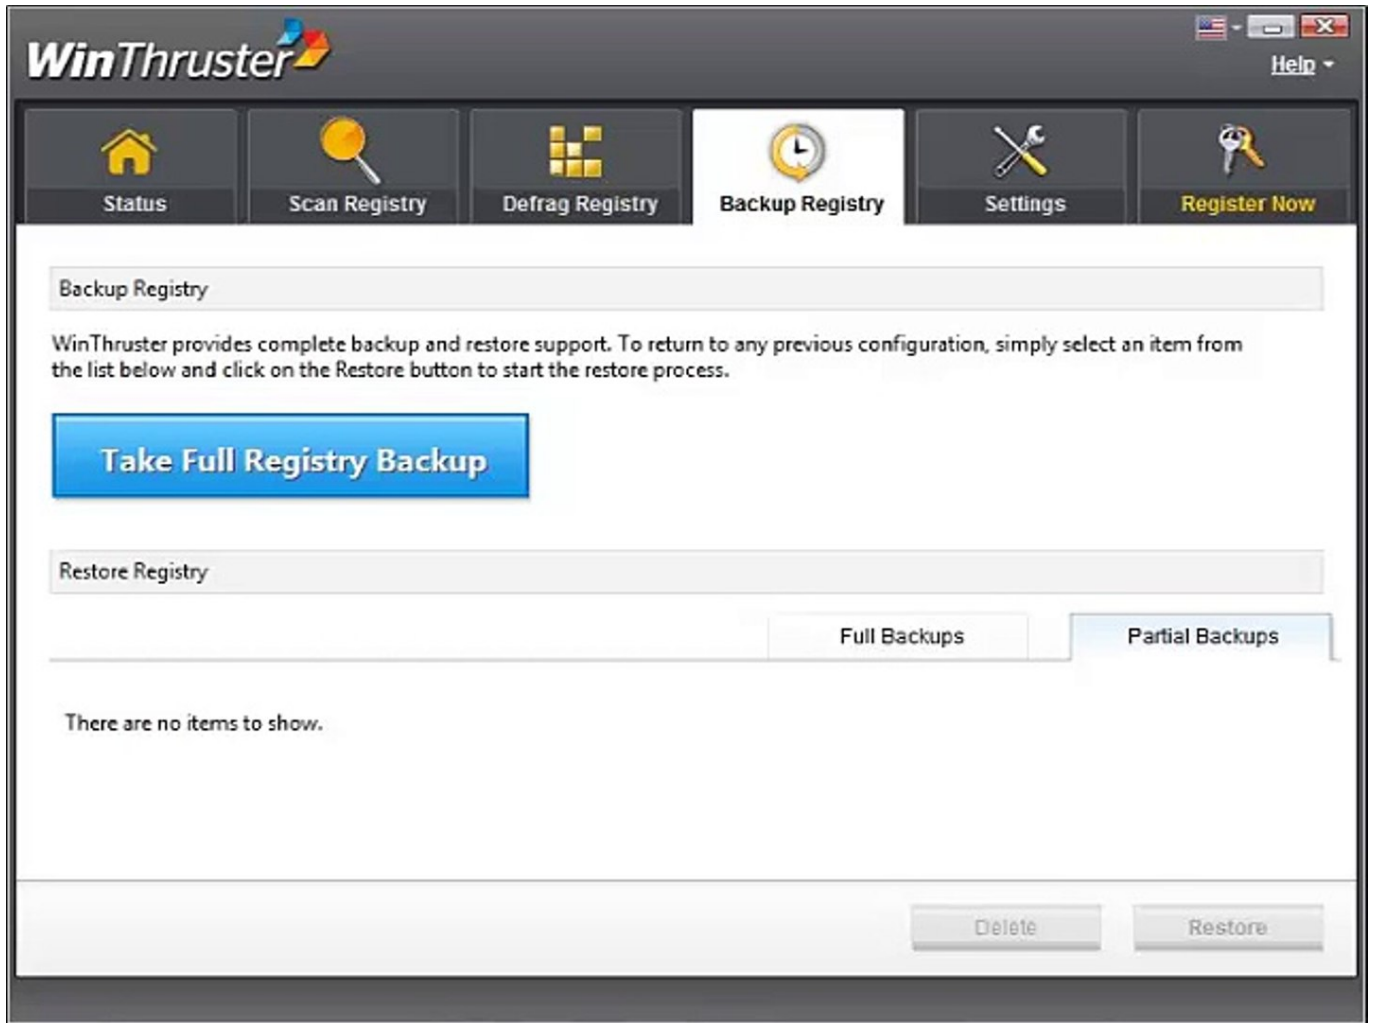 WinThruster
Help
Status
Scan Registry
Defrag Registry
Backup Registry
Settings
Register Now
Backup Registry
WinThruster provides complete backup and restore support. To return to any previous configuration, simply select an item from
the list below and click on the Restore button to start the restore process.
Take Full Registry Backup
Restore Registry
Full Backups
Partial Backups
There are no items to show.
Delete
Restore